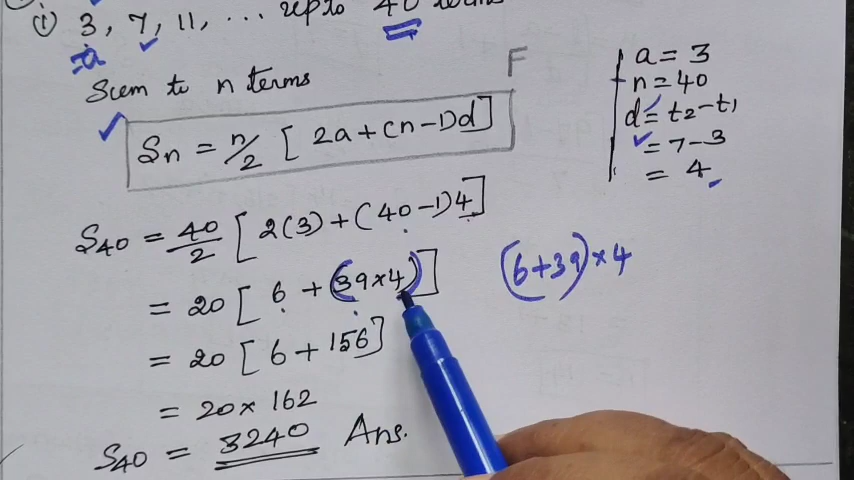 (i) 3, 7, 11, ... upto 40 terms
=a
Sum to n terms
F
Sn = n/2 [ 2a + (n-1)d ]
a = 3
n = 40
d = t2 - t1
= 7 - 3
= 4
S40 = 40/2 [ 2(3) + (40 - 1)4 ]
= 20 [ 6 + (39×4) ]
(6+39)×4
= 20 [ 6 + 156 ]
= 20 × 162
S40 = 3240 Ans.